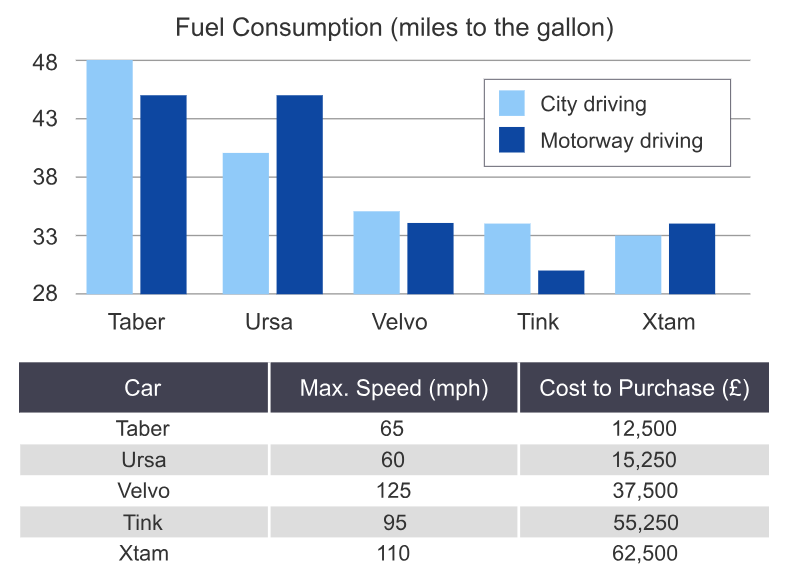 Fuel Consumption (miles to the gallon)
48
City driving
43
Motorway driving
38
33
28
Taber Ursa Velvo Tink Xtam
Car Max. Speed (mph) Cost to Purchase (£)
Taber 65 12,500
Ursa 60 15,250
Velvo 125 37,500
Tink 95 55,250
Xtam 110 62,500